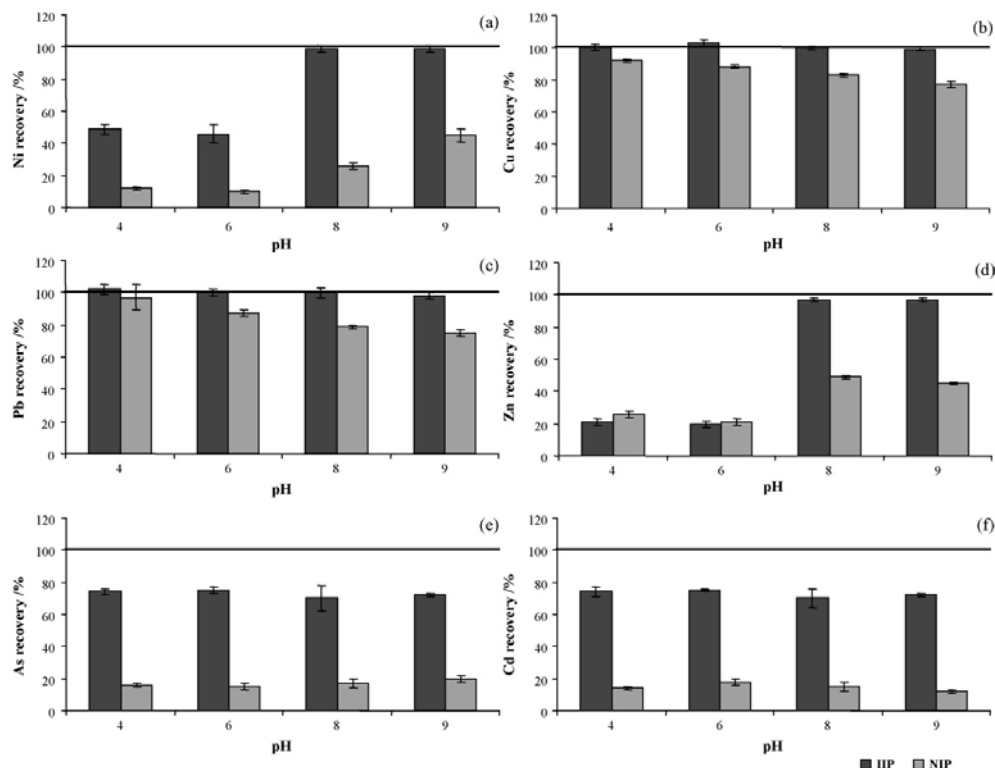 (a)
Ni recovery /%
120
100
80
60
40
20
0
4 6 8 9
pH
(b)
Cu recovery /%
120
100
80
60
40
20
0
4 6 8 9
pH
(c)
Pb recovery /%
120
100
80
60
40
20
0
4 6 8 9
pH
(d)
Zn recovery /%
120
100
80
60
40
20
0
4 6 8 9
pH
(e)
As recovery /%
120
100
80
60
40
20
0
4 6 8 9
pH
(f)
Cd recovery /%
120
100
80
60
40
20
0
4 6 8 9
pH
IIP NIP